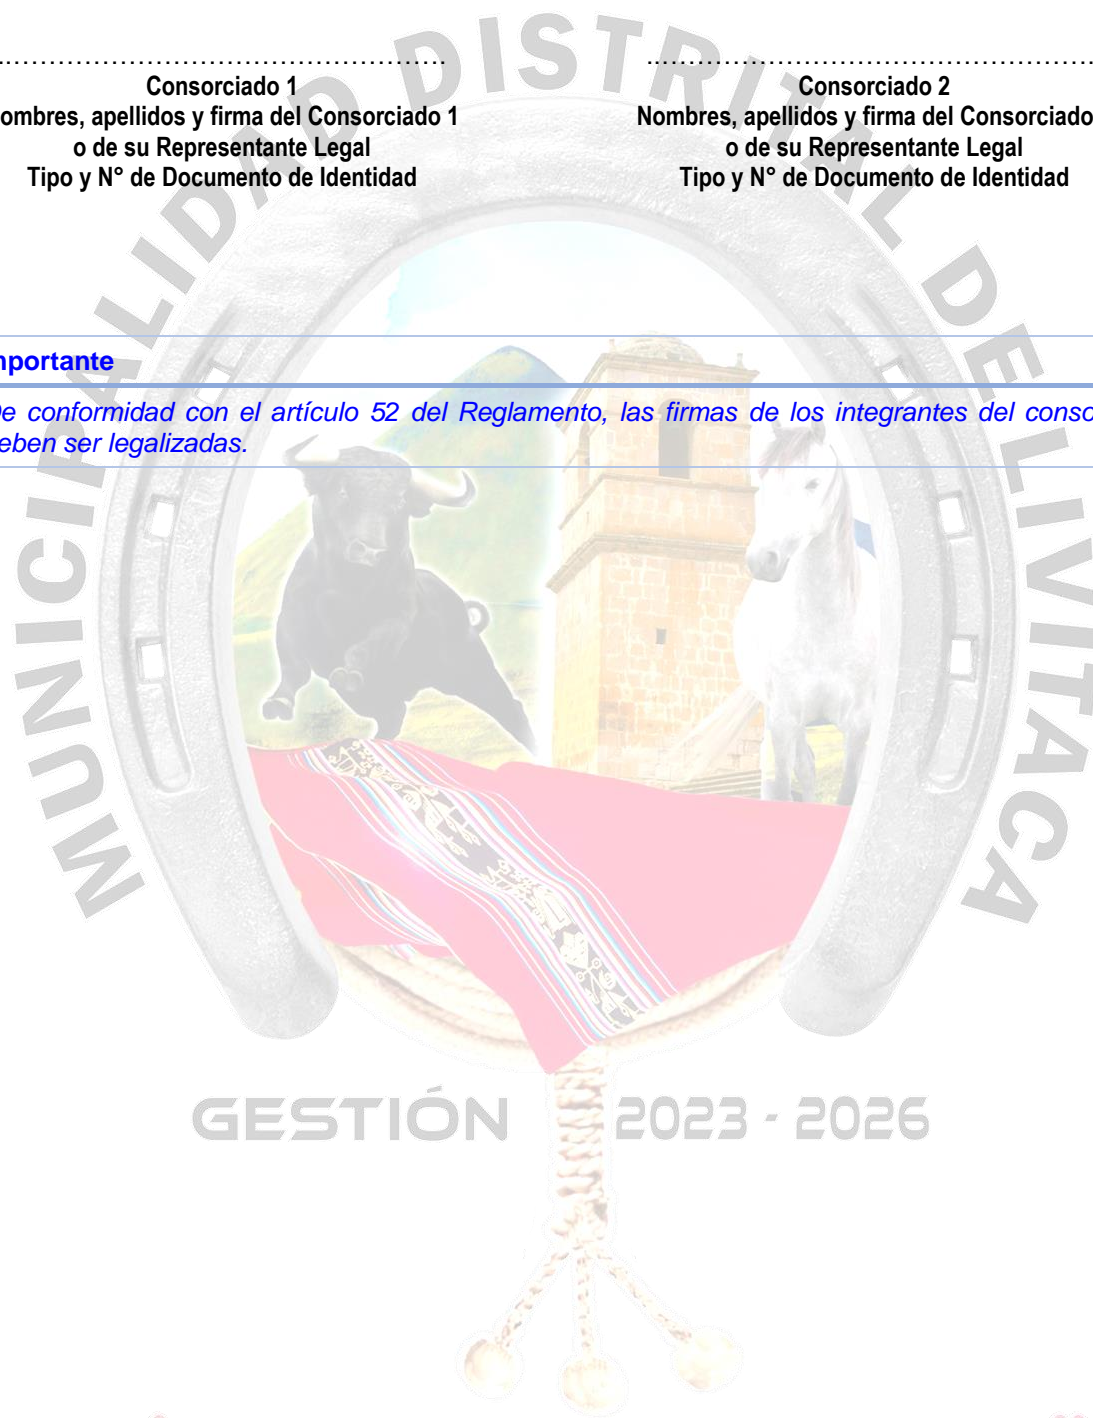 MUNICIPALIDAD DISTRITAL DE LIVITACA
……………………………………………. …………………………………………….
Consorciado 1 Consorciado 2
ombres, apellidos y firma del Consorciado 1 Nombres, apellidos y firma del Consorciado
o de su Representante Legal o de su Representante Legal
Tipo y N° de Documento de Identidad Tipo y N° de Documento de Identidad
mportante
De conformidad con el artículo 52 del Reglamento, las firmas de los integrantes del conso
eben ser legalizadas.
GESTIÓN 2023 - 2026